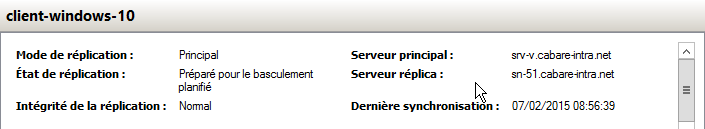 client-windows-10
Mode de réplication : Principal Serveur principal : srv-v.cabare-intra.net
État de réplication : Préparé pour le basculement Serveur réplica : sn-51.cabare-intra.net
planifié
Intégrité de la réplication : Normal Dernière synchronisation : 07/02/2015 08:56:39